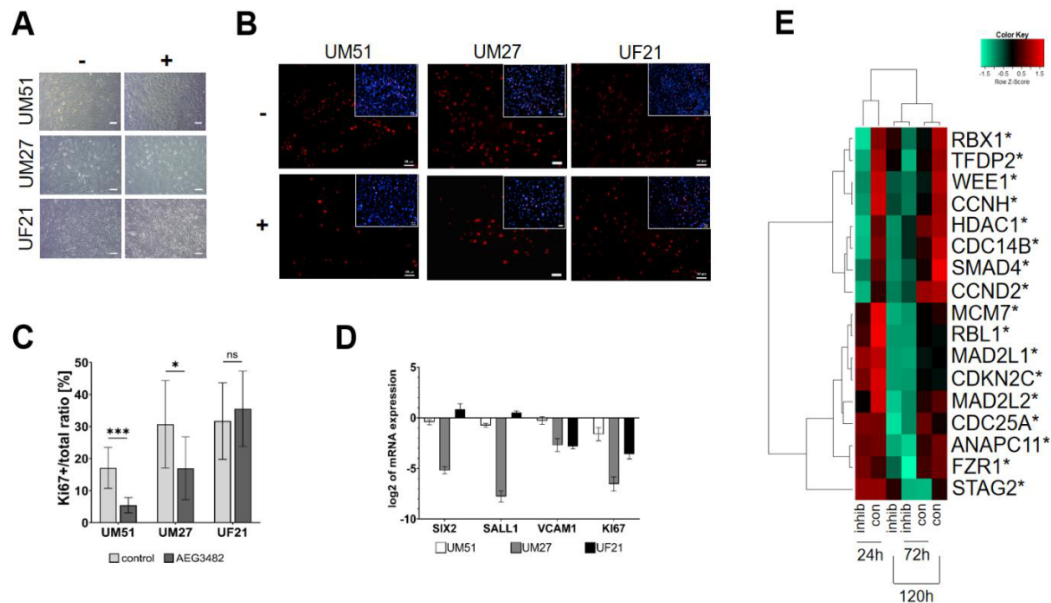 A
- +
UM51
UM27
UF21
B
UM51 UM27 UF21
-
+
C
Ki67+/total ratio [%]
50
40
30
20
10
0
*** * ns
UM51 UM27 UF21
control AEG3482
D
log2 of mRNA expression
5
0
-5
-10
SIX2 SALL1 VCAM1 KI67
UM51 UM27 UF21
E
Color Key
-1.5 -0.5 0.5 1.5
Row Z-Score
RBX1*
TFDP2*
WEE1*
CCNH*
HDAC1*
CDC14B*
SMAD4*
CCND2*
MCM7*
RBL1*
MAD2L1*
CDKN2C*
MAD2L2*
CDC25A*
ANAPC11*
FZR1*
STAG2*
inhib con inhib inhib con con
24h 72h
120h